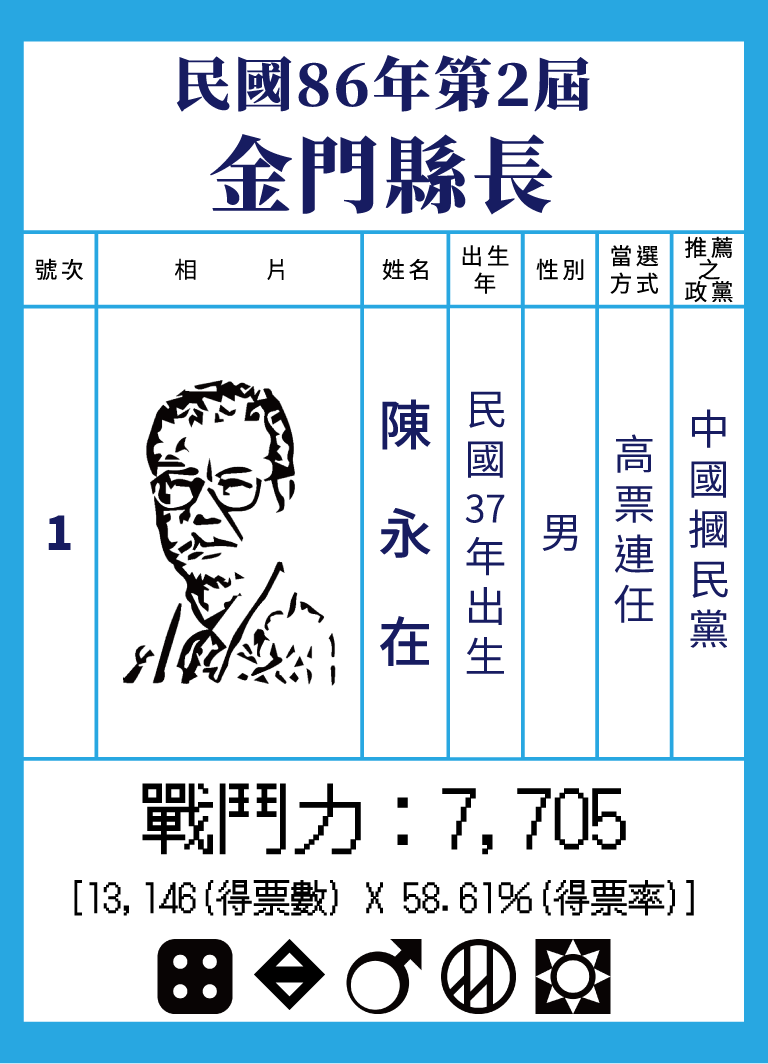 民國86年第2屆
金門縣長
號次
相片
姓名
出生
年
性別
當選
方式
推薦
之
政黨
1
陳永在
民國37年出生
男
高票連任
中國摑民黨
戰鬥力：7,705
[13,146(得票數) X 58.61%(得票率)]